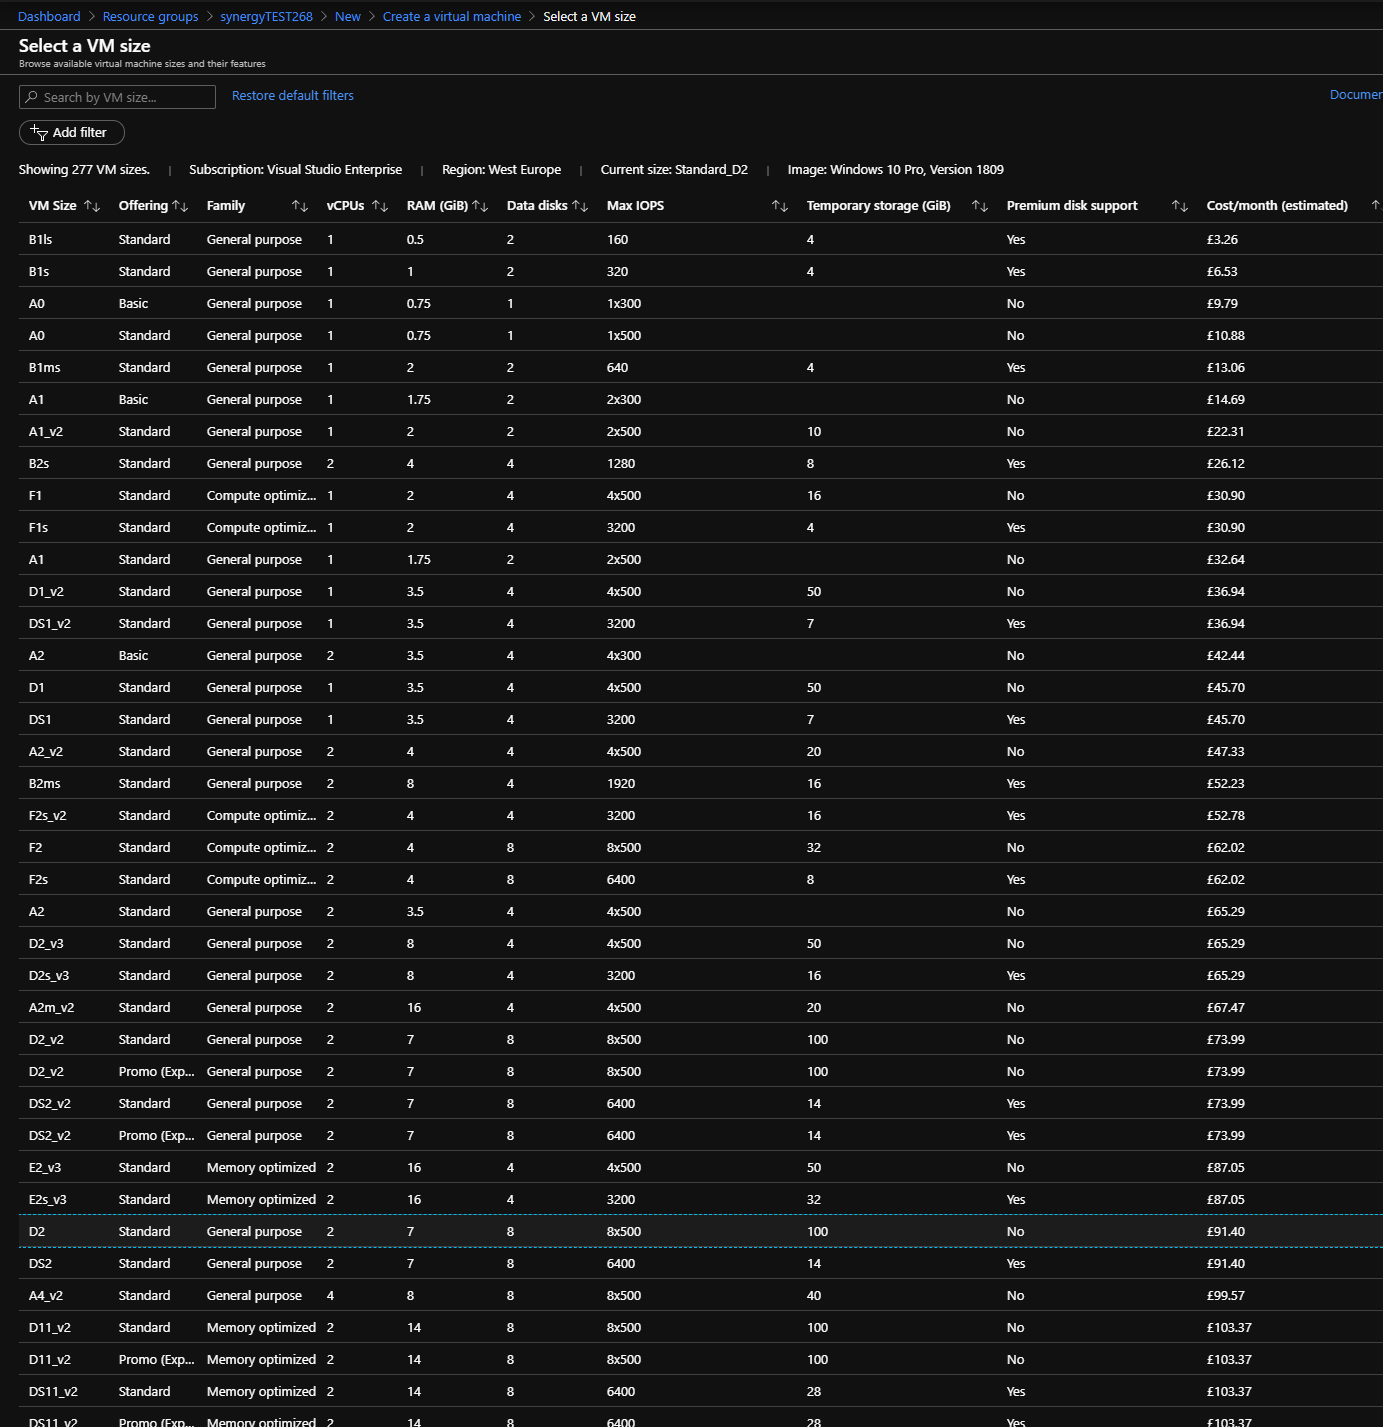 Dashboard > Resource groups > synergyTEST268 > New > Create a virtual machine > Select a VM size
Select a VM size
Browse available virtual machine sizes and their features
Search by VM size... Restore default filters Documen
Add filter
Showing 277 VM sizes. | Subscription: Visual Studio Enterprise | Region: West Europe | Current size: Standard_D2 | Image: Windows 10 Pro, Version 1809
VM Size Offering Family vCPUs RAM (GiB) Data disks Max IOPS Temporary storage (GiB) Premium disk support Cost/month (estimated)
B1ls Standard General purpose 1 0.5 2 160 4 Yes £3.26
B1s Standard General purpose 1 1 2 320 4 Yes £6.53
A0 Basic General purpose 1 0.75 1 1x300 No £9.79
A0 Standard General purpose 1 0.75 1 1x500 No £10.88
B1ms Standard General purpose 1 2 2 640 4 Yes £13.06
A1 Basic General purpose 1 1.75 2 2x300 No £14.69
A1_v2 Standard General purpose 1 2 2 2x500 10 No £22.31
B2s Standard General purpose 2 4 4 1280 8 Yes £26.12
F1 Standard Compute optimiz... 1 2 4 4x500 16 No £30.90
F1s Standard Compute optimiz... 1 2 4 3200 4 Yes £30.90
A1 Standard General purpose 1 1.75 2 2x500 No £32.64
D1_v2 Standard General purpose 1 3.5 4 4x500 50 No £36.94
DS1_v2 Standard General purpose 1 3.5 4 3200 7 Yes £36.94
A2 Basic General purpose 2 3.5 4 4x300 No £42.44
D1 Standard General purpose 1 3.5 4 4x500 50 No £45.70
DS1 Standard General purpose 1 3.5 4 3200 7 Yes £45.70
A2_v2 Standard General purpose 2 4 4 4x500 20 No £47.33
B2ms Standard General purpose 2 8 4 1920 16 Yes £52.23
F2s_v2 Standard Compute optimiz... 2 4 4 3200 16 Yes £52.78
F2 Standard Compute optimiz... 2 4 8 8x500 32 No £62.02
F2s Standard Compute optimiz... 2 4 8 6400 8 Yes £62.02
A2 Standard General purpose 2 3.5 4 4x500 No £65.29
D2_v3 Standard General purpose 2 8 4 4x500 50 No £65.29
D2s_v3 Standard General purpose 2 8 4 3200 16 Yes £65.29
A2m_v2 Standard General purpose 2 16 4 4x500 20 No £67.47
D2_v2 Standard General purpose 2 7 8 8x500 100 No £73.99
D2_v2 Promo (Exp... General purpose 2 7 8 8x500 100 No £73.99
DS2_v2 Standard General purpose 2 7 8 6400 14 Yes £73.99
DS2_v2 Promo (Exp... General purpose 2 7 8 6400 14 Yes £73.99
E2_v3 Standard Memory optimized 2 16 4 4x500 50 No £87.05
E2s_v3 Standard Memory optimized 2 16 4 3200 32 Yes £87.05
D2 Standard General purpose 2 7 8 8x500 100 No £91.40
DS2 Standard General purpose 2 7 8 6400 14 Yes £91.40
A4_v2 Standard General purpose 4 8 8 8x500 40 No £99.57
D11_v2 Standard Memory optimized 2 14 8 8x500 100 No £103.37
D11_v2 Promo (Exp... Memory optimized 2 14 8 8x500 100 No £103.37
DS11_v2 Standard Memory optimized 2 14 8 6400 28 Yes £103.37
DS11_v2 Promo (Exp... Memory optimized 2 14 8 6400 28 Yes £103.37